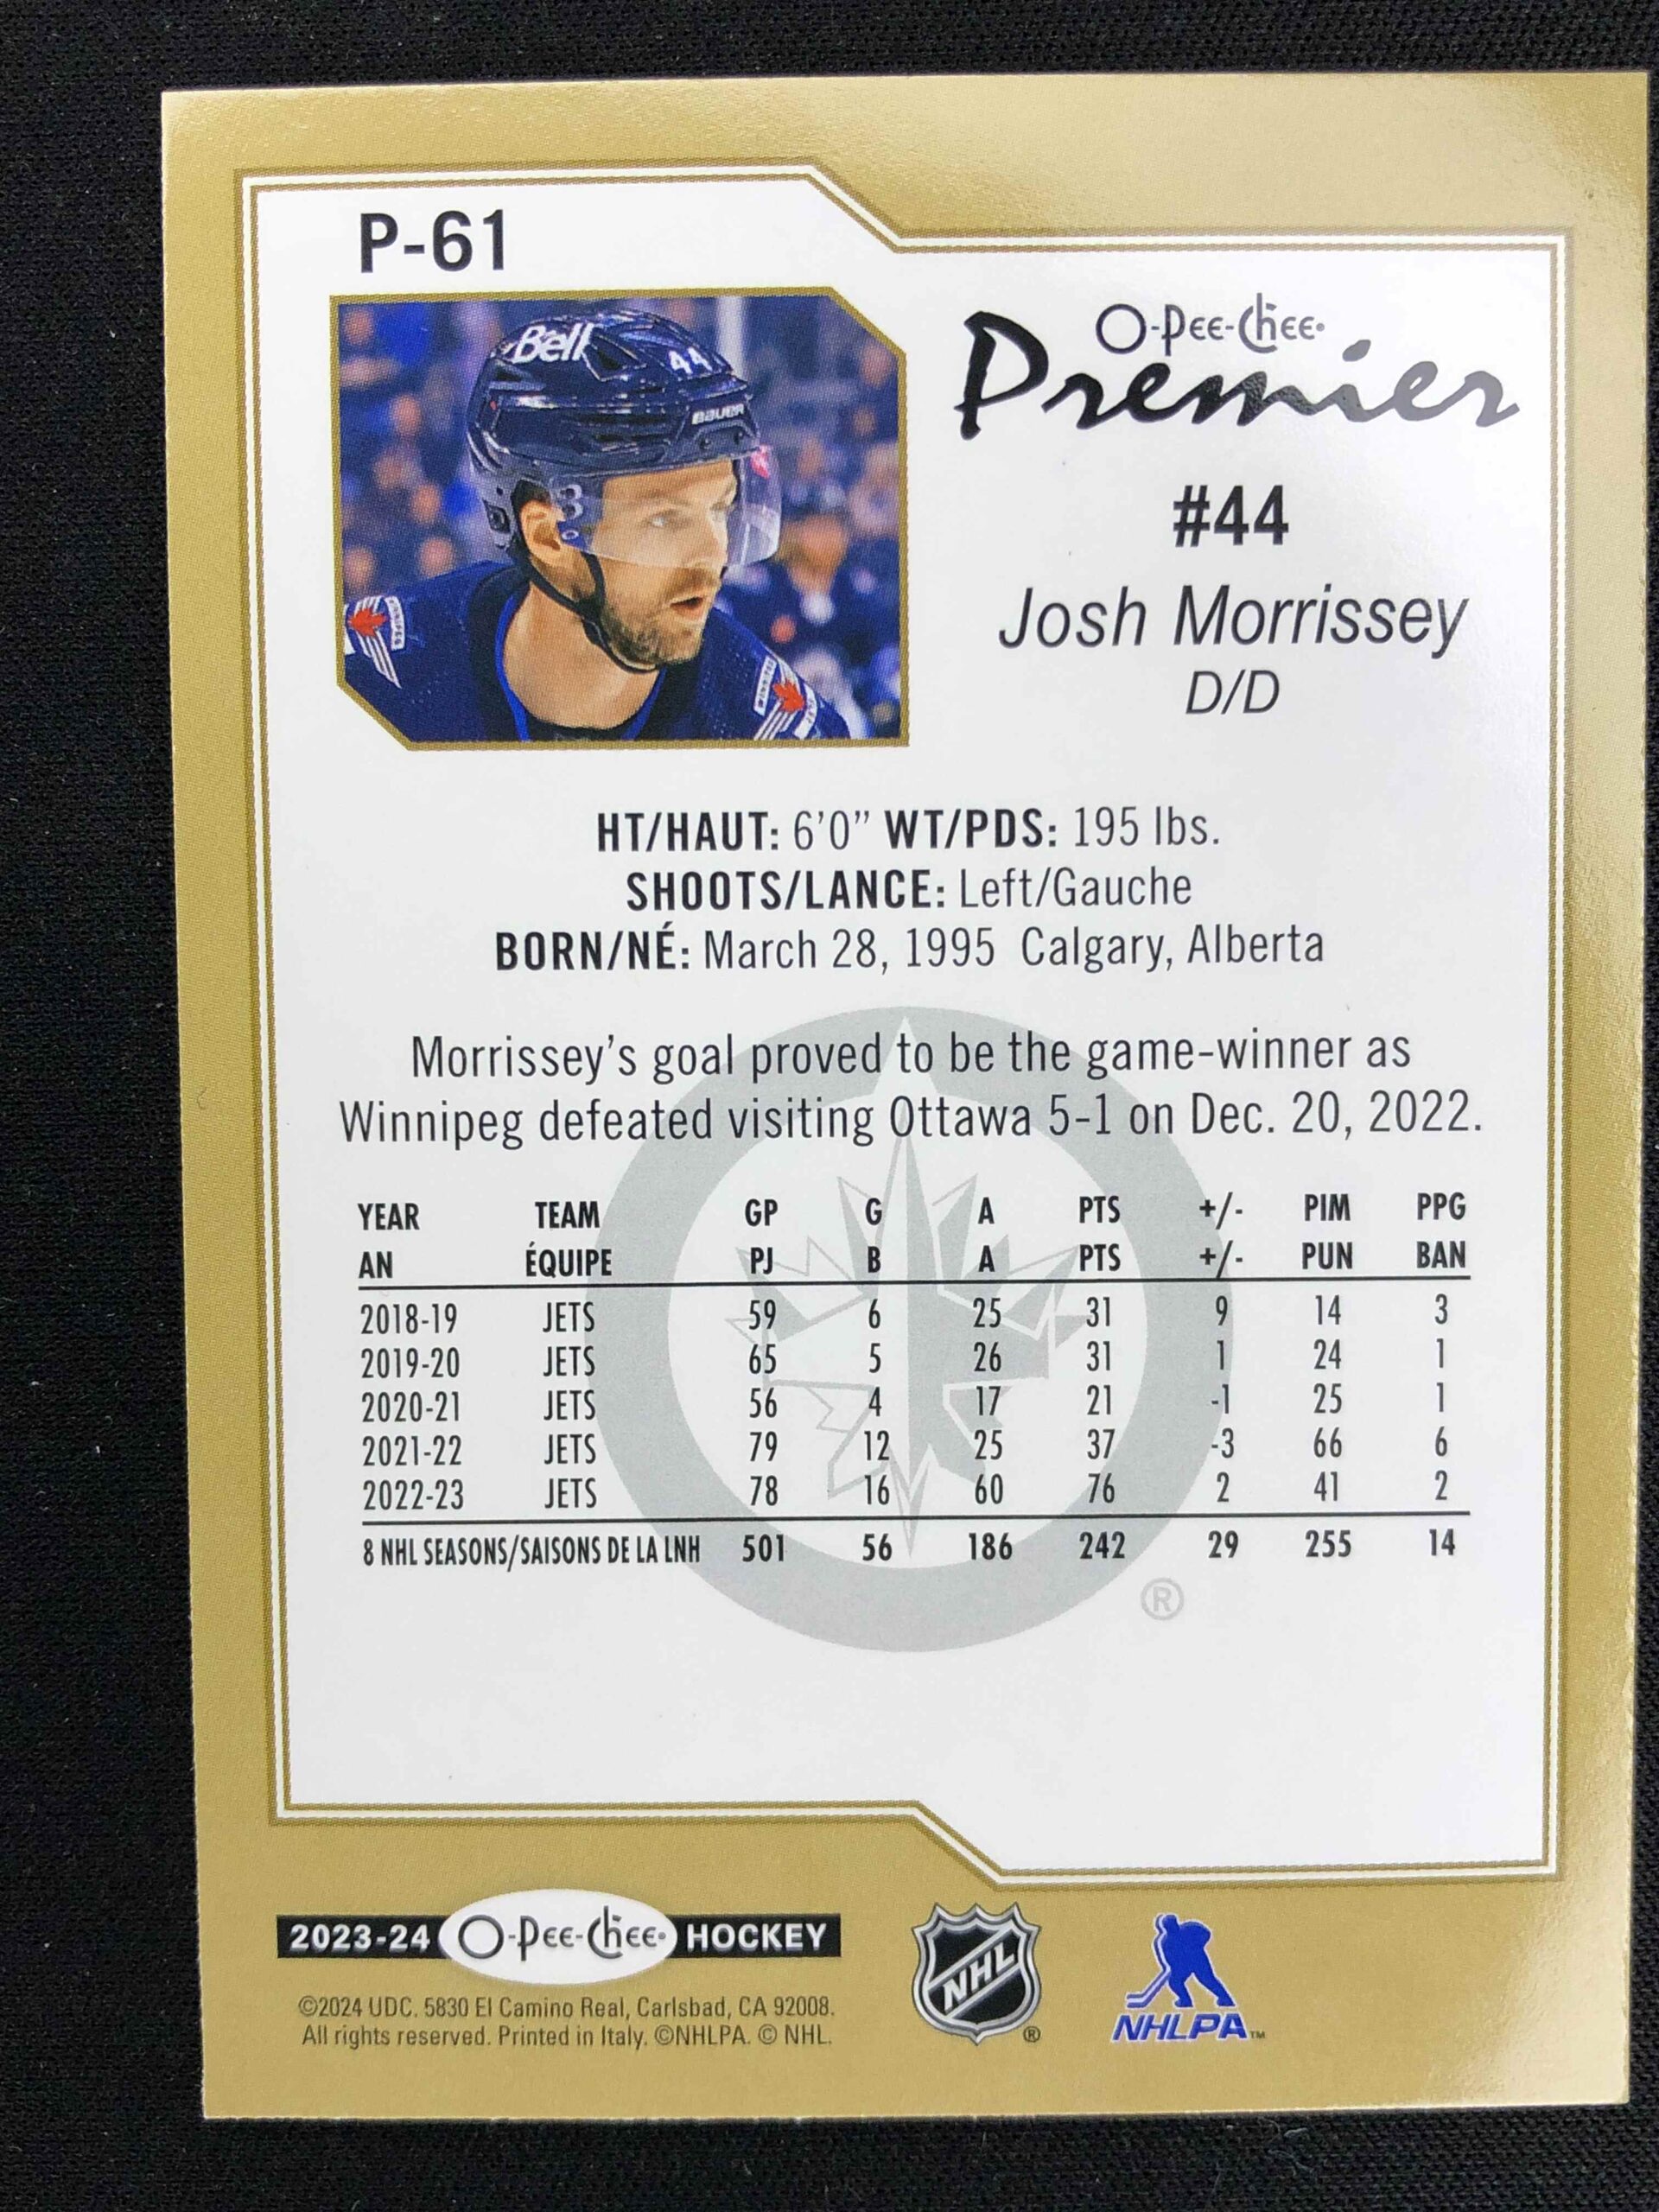 P-61
Bell
44
BAUER
O-Pee-Chee
Premier
#44
Josh Morrissey
D/D
HT/HAUT: 6'0" WT/PDS: 195 lbs.
SHOOTS/LANCE: Left/Gauche
BORN/NÉ: March 28, 1995 Calgary, Alberta
Morrissey's goal proved to be the game-winner as
Winnipeg defeated visiting Ottawa 5-1 on Dec. 20, 2022.
YEAR TEAM GP G A PTS +/- PIM PPG
AN ÉQUIPE PJ B A PTS +/- PUN BAN
2018-19 JETS 59 6 25 31 9 14 3
2019-20 JETS 65 5 26 31 1 24 1
2020-21 JETS 56 4 17 21 -1 25 1
2021-22 JETS 79 12 25 37 -3 66 6
2022-23 JETS 78 16 60 76 2 41 2
8 NHL SEASONS/SAISONS DE LA LNH 501 56 186 242 29 255 14
®
2023-24 O-Pee-Chee HOCKEY
©2024 UDC. 5830 El Camino Real, Carlsbad, CA 92008.
All rights reserved. Printed in Italy. ©NHLPA. © NHL.
NHL ®
NHLPA™